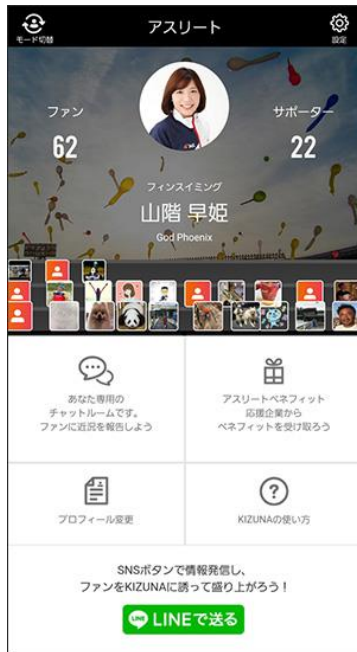 アスリート
モード切替
設定
ファン
サポーター
62
22
フィンスイミング
山階 早姫
God Phoenix
あなた専用の
チャットルームです。
ファンに近況を報告しよう
アスリートベネフィット
応援企業から
ベネフィットを受け取ろう
プロフィール変更
KIZUNAの使い方
SNSボタンで情報発信し、
ファンをKIZUNAに誘って盛り上がろう！
LINE
LINEで送る